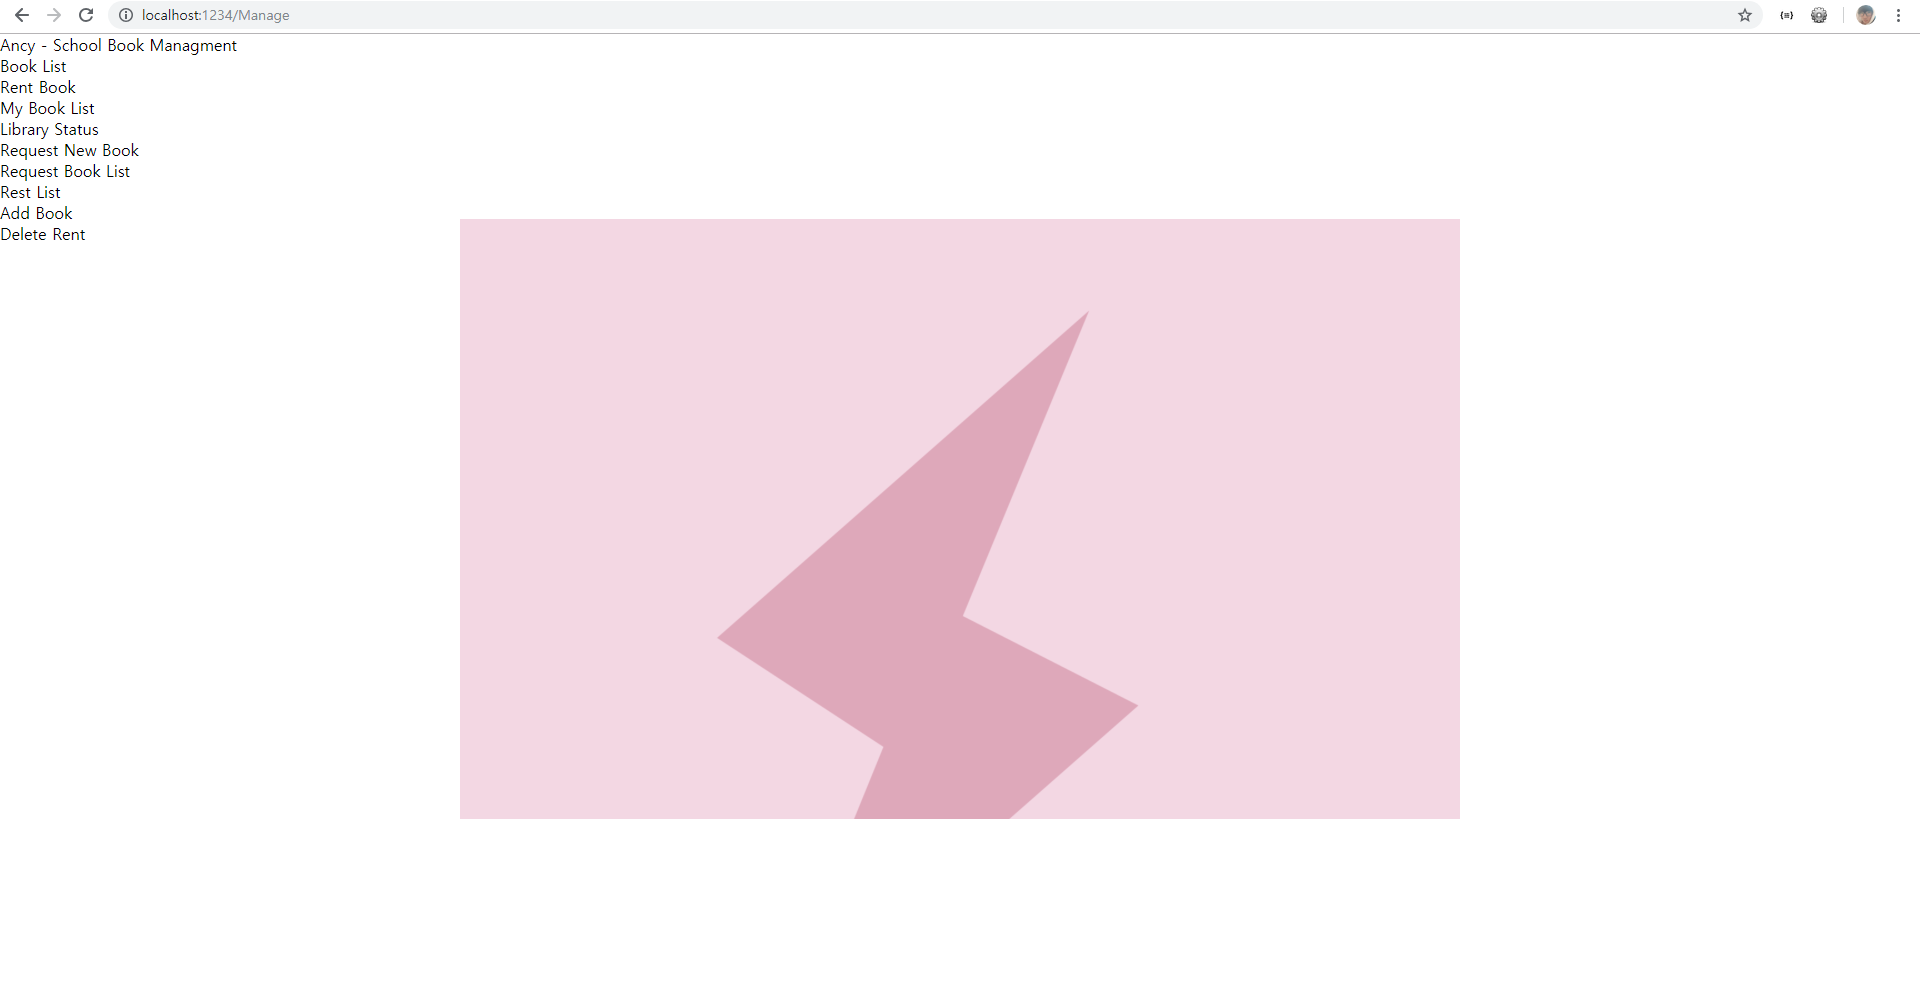 localhost:1234/Manage
Ancy - School Book Managment
Book List
Rent Book
My Book List
Library Status
Request New Book
Request Book List
Rest List
Add Book
Delete Rent